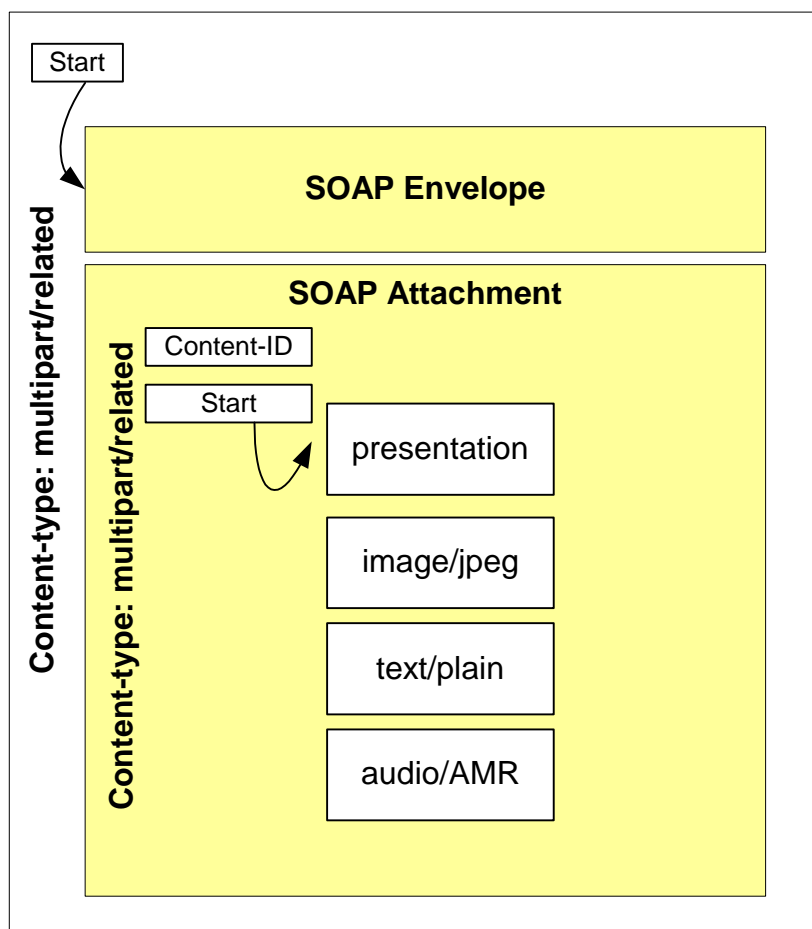 Start
SOAP Envelope
Content-type: multipart/related
SOAP Attachment
Content-type: multipart/related
Content-ID
Start
presentation
image/jpeg
text/plain
audio/AMR